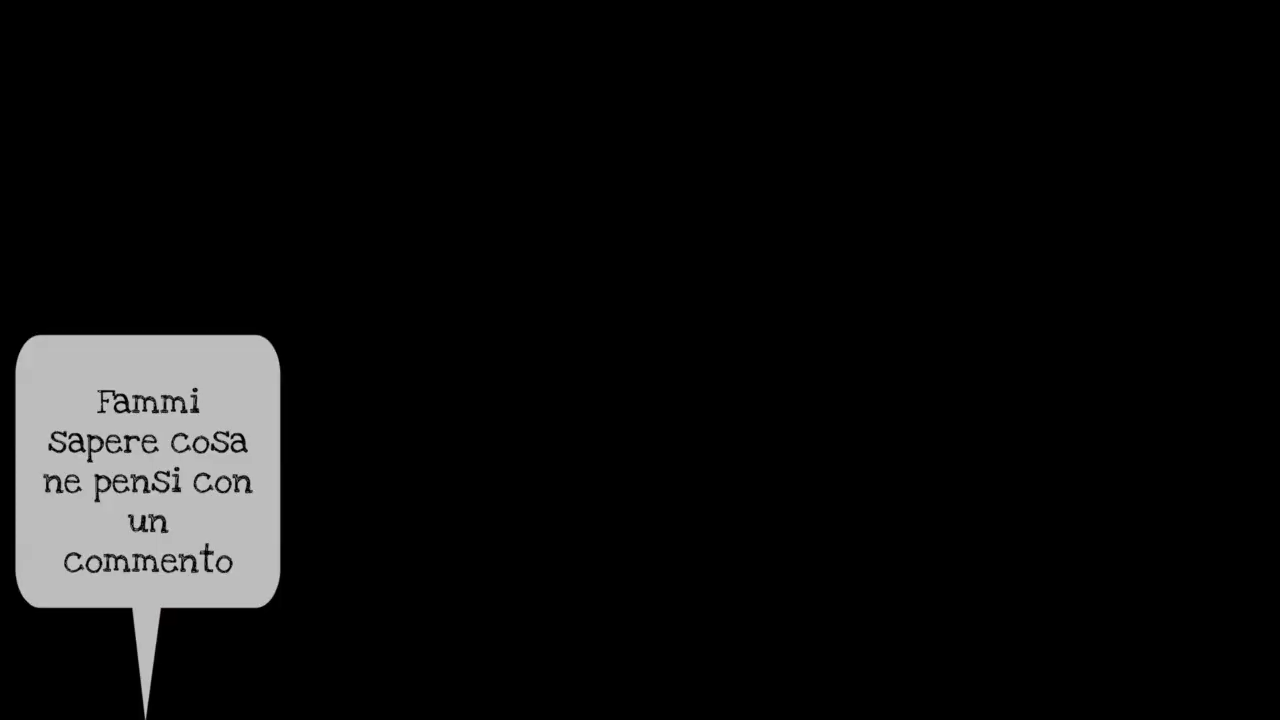 Fammi
sapere cosa
ne pensi con
un
commento